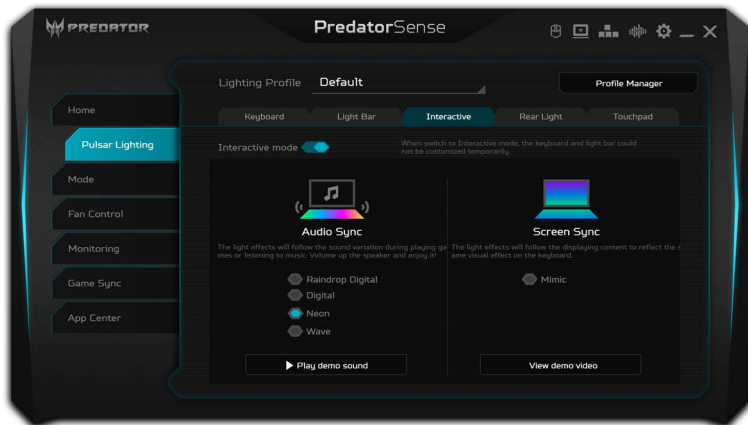 PREDATOR
PredatorSense
Lighting Profile Default
Profile Manager
Home
Pulsar Lighting
Mode
Fan Control
Monitoring
Game Sync
App Center
Keyboard Light Bar Interactive Rear Light Touchpad
Interactive mode
When switch to Interactive mode, the keyboard and light bar could
not be customized temporarily.
Audio Sync
The light effects will follow the sound variation during playing ga
mes or listening to music. Volume up the speaker and enjoy it!
Raindrop Digital
Digital
Neon
Wave
Play demo sound
Screen Sync
The light effects will follow the displaying content to reflect the s
ame visual effect on the keyboard.
Mimic
View demo video